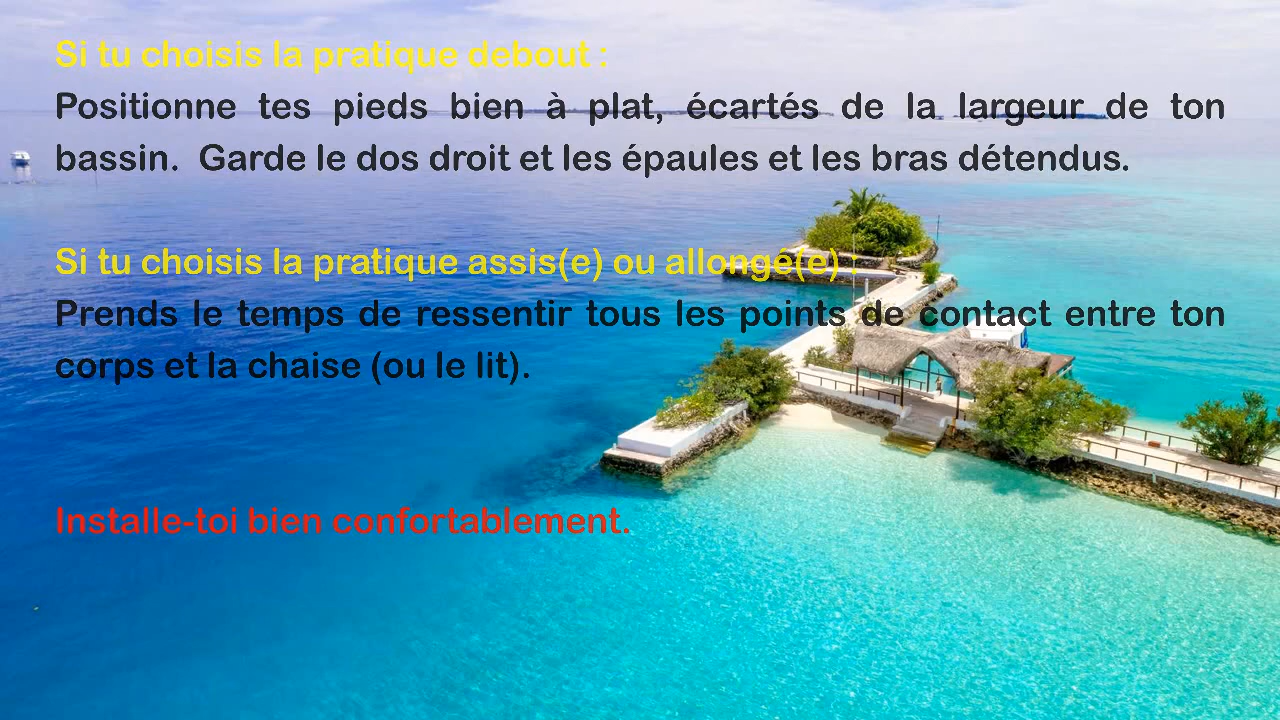 Si tu choisis la pratique debout :
Positionne tes pieds bien à plat, écartés de la largeur de ton
bassin.  Garde le dos droit et les épaules et les bras détendus.
Si tu choisis la pratique assis(e) ou allongé(e) :
Prends le temps de ressentir tous les points de contact entre ton
corps et la chaise (ou le lit).
Installe-toi bien confortablement.